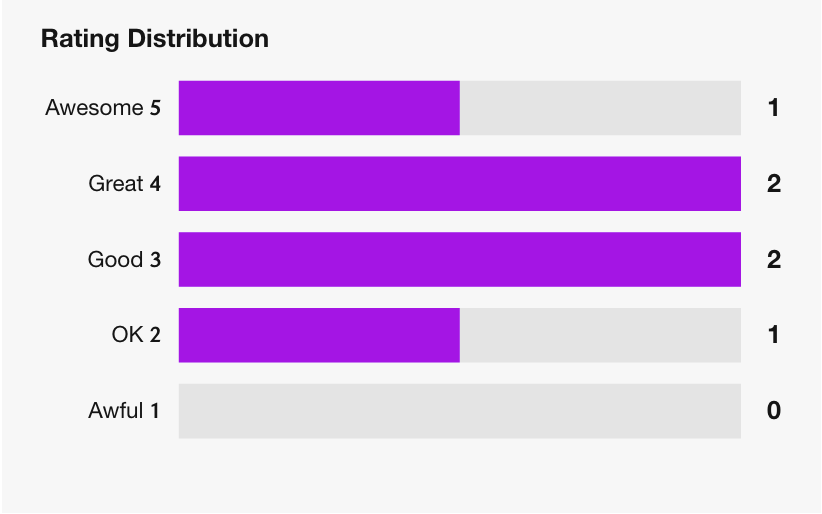 Rating Distribution
Awesome 5 1
Great 4 2
Good 3 2
OK 2 1
Awful 1 0